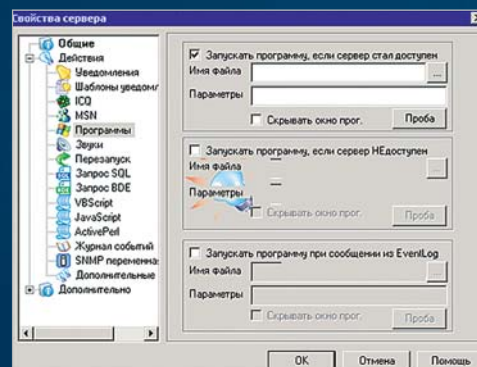 Свойства сервера
Общие
Действия
Уведомления
Шаблоны уведомл
ICQ
MSN
Программы
Звуки
Перезапуск
Запрос SQL
Запрос BDE
VBScript
JavaScript
ActivePerl
Журнал событий
SNMP переменна
Дополнительные
Дополнительно
Запускать программу, если сервер стал доступен
Имя файла
...
Параметры
Скрывать окно прог.
Проба
Запускать программу, если сервер НЕдоступен
Имя файла
...
Параметры
Скрывать окно прог.
Проба
Запускать программу при сообщении из EventLog
Имя файла
...
Параметры
Скрывать окно прог.
Проба
OK
Отмена
Помощь